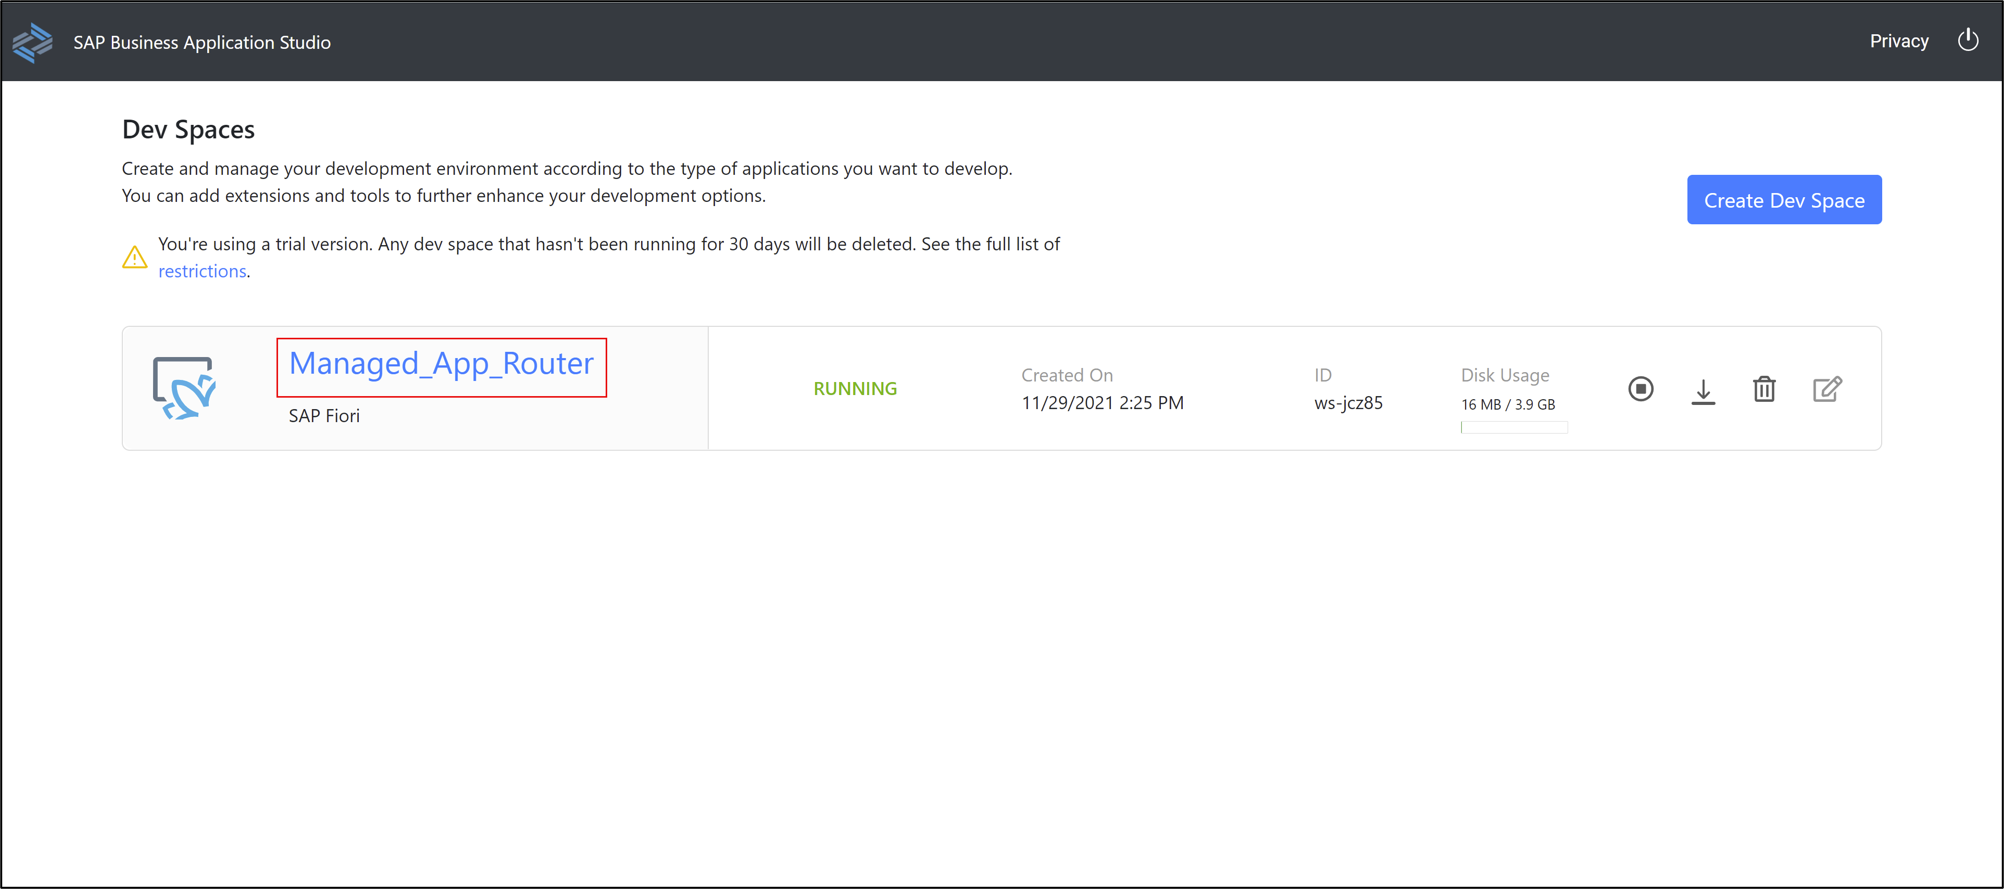 SAP Business Application Studio
Privacy
Dev Spaces
Create and manage your development environment according to the type of applications you want to develop.
You can add extensions and tools to further enhance your development options.
Create Dev Space
You're using a trial version. Any dev space that hasn't been running for 30 days will be deleted. See the full list of
restrictions.
Managed_App_Router
SAP Fiori
RUNNING
Created On
11/29/2021 2:25 PM
ID
ws-jcz85
Disk Usage
16 MB / 3.9 GB